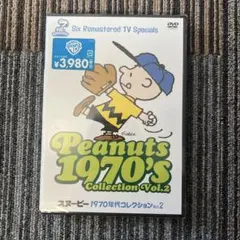 Six Remastered TV Specials
DVD
WB
¥3,980
Peanuts
1970's
Collection Vol.2
スヌーピー 1970年代コレクション vol.2